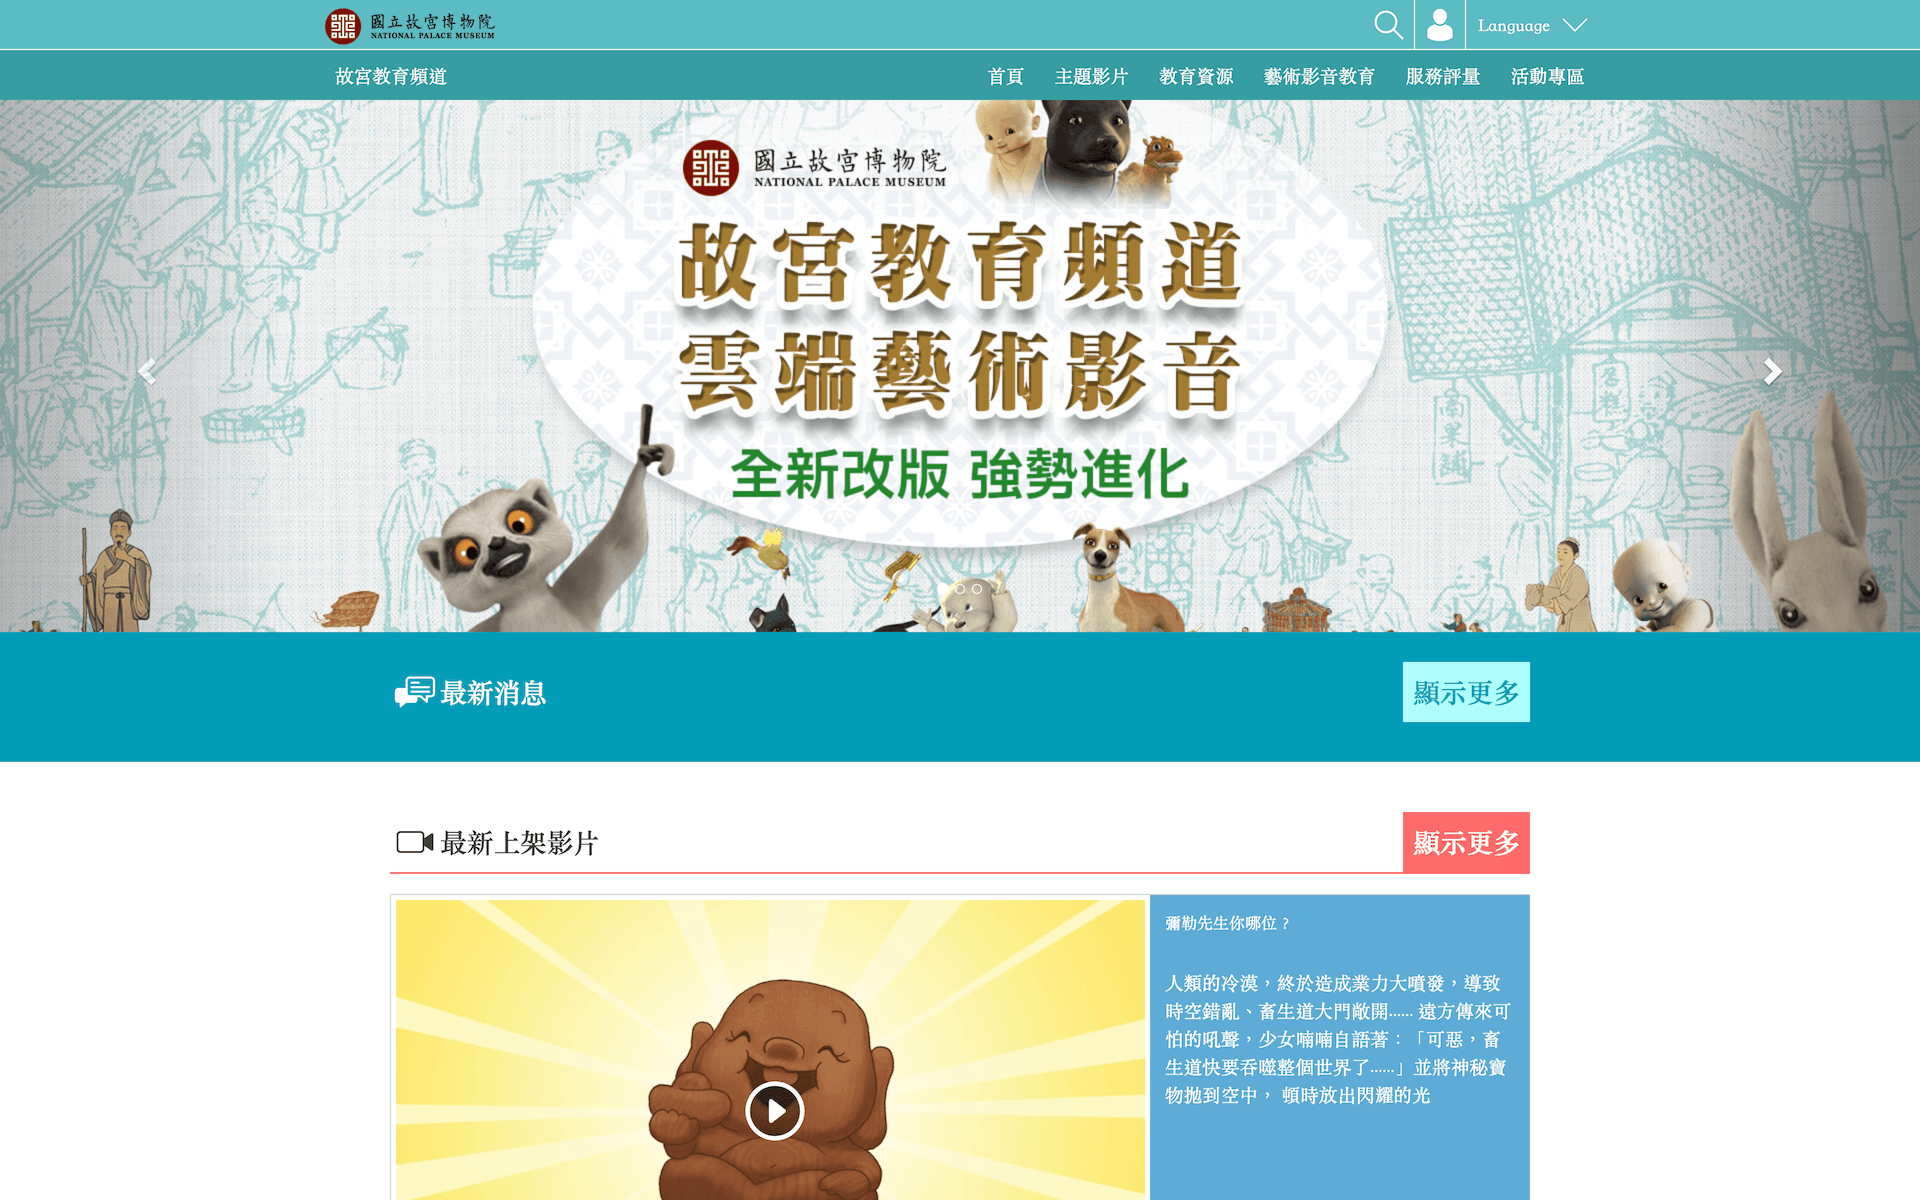 國立故宮博物院
NATIONAL PALACE MUSEUM
Language
故宮教育頻道
首頁
主題影片
教育資源
藝術影音教育
服務評量
活動專區
國立故宮博物院
NATIONAL PALACE MUSEUM
故宮教育頻道
雲端藝術影音
全新改版 強勢進化
最新消息
顯示更多
最新上架影片
顯示更多
彌勒先生你哪位？
人類的冷漠，終於造成業力大噴發，導致
時空錯亂、畜生道大門敞開...... 遠方傳來可
怕的吼聲，少女喃喃自語著：「可惡，畜
生道快要吞噬整個世界了......」並將神秘寶
物拋到空中， 頓時放出閃耀的光